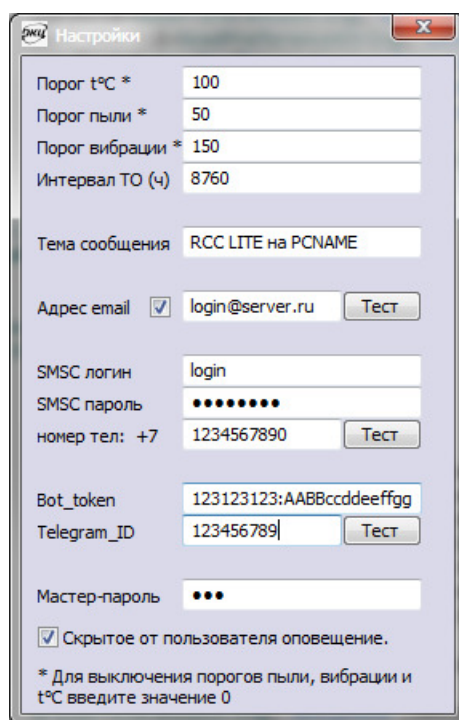 ркц Настройки
Порог t°C * 100
Порог пыли * 50
Порог вибрации * 150
Интервал ТО (ч) 8760
Тема сообщения RCC LITE на PCNAME
Адрес email login@server.ru Тест
SMSC логин login
SMSC пароль ●●●●●●●●
номер тел: +7 1234567890 Тест
Bot_token 123123123:AABBccddeeffgg
Telegram_ID 123456789 Тест
Мастер-пароль ●●●
Скрытое от пользователя оповещение.
* Для выключения порогов пыли, вибрации и
t°C введите значение 0